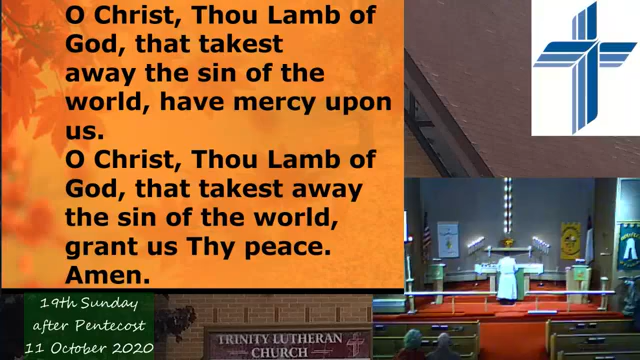 O Christ, Thou Lamb of
God, that takest
away the sin of the
world, have mercy upon
us.
O Christ, Thou Lamb of
God, that takest away
the sin of the world,
grant us Thy peace.
Amen.
19th Sunday
after Pentecost
11 October 2020
TRINITY LUTHERAN
CHURCH